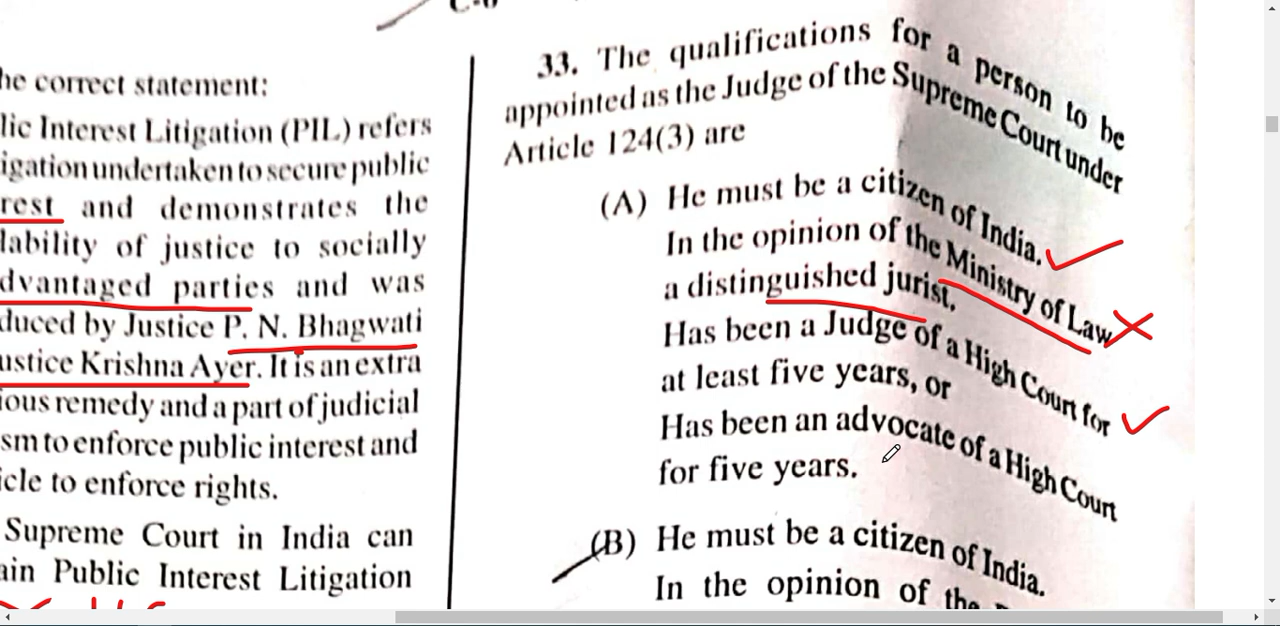 he correct statement:
lic Interest Litigation (PIL) refers
igation undertaken to secure public
rest and demonstrates the
lability of justice to socially
dvantaged parties and was
duced by Justice P. N. Bhagwati
ustice Krishna Ayer. It is an extra
ious remedy and a part of judicial
sm to enforce public interest and
icle to enforce rights.
Supreme Court in India can
ain Public Interest Litigation
33. The qualifications for a person to be
appointed as the Judge of the Supreme Court under
Article 124(3) are
(A) He must be a citizen of India.
In the opinion of the Ministry of Law
a distinguished jurist.
Has been a Judge of a High Court for
at least five years, or
Has been an advocate of a High Court
for five years.
(B) He must be a citizen of India.
In the opinion of the